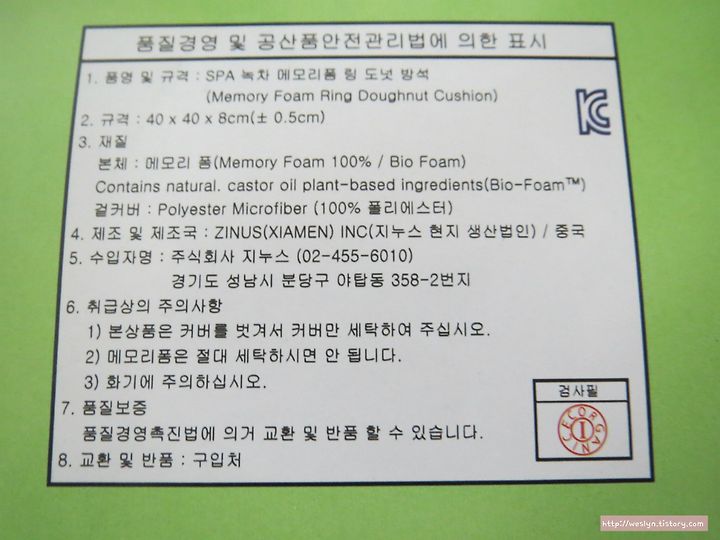 품질경영 및 공산품안전관리법에 의한 표시
1. 품명 및 규격 : SPA 녹차 메모리폼 링 도넛 방석
(Memory Foam Ring Doughnut Cushion)
2. 규격 : 40 x 40 x 8cm(± 0.5cm)
3. 재질
본체 : 메모리 폼(Memory Foam 100% / Bio Foam)
Contains natural. castor oil plant-based ingredients(Bio-Foam™)
겉커버 : Polyester Microfiber (100% 폴리에스터)
4. 제조 및 제조국 : ZINUS(XIAMEN) INC(지누스 현지 생산법인) / 중국
5. 수입자명 : 주식회사 지누스 (02-455-6010)
경기도 성남시 분당구 야탑동 358-2번지
6. 취급상의 주의사항
1) 본상품은 커버를 벗겨서 커버만 세탁하여 주십시오.
2) 메모리폼은 절대 세탁하시면 안 됩니다.
3) 화기에 주의하십시오.
7. 품질보증
품질경영촉진법에 의거 교환 및 반품 할 수 있습니다.
8. 교환 및 반품 : 구입처
KC
검사필
CECORGANIC
I
http://weslyn.tistory.com